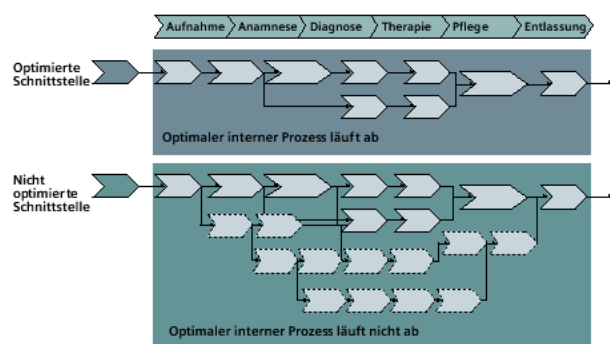 Aufnahme Anamnese Diagnose Therapie Pflege Entlassung
Optimierte
Schnittstelle
Optimaler interner Prozess läuft ab
Nicht
optimierte
Schnittstelle
Optimaler interner Prozess läuft nicht ab